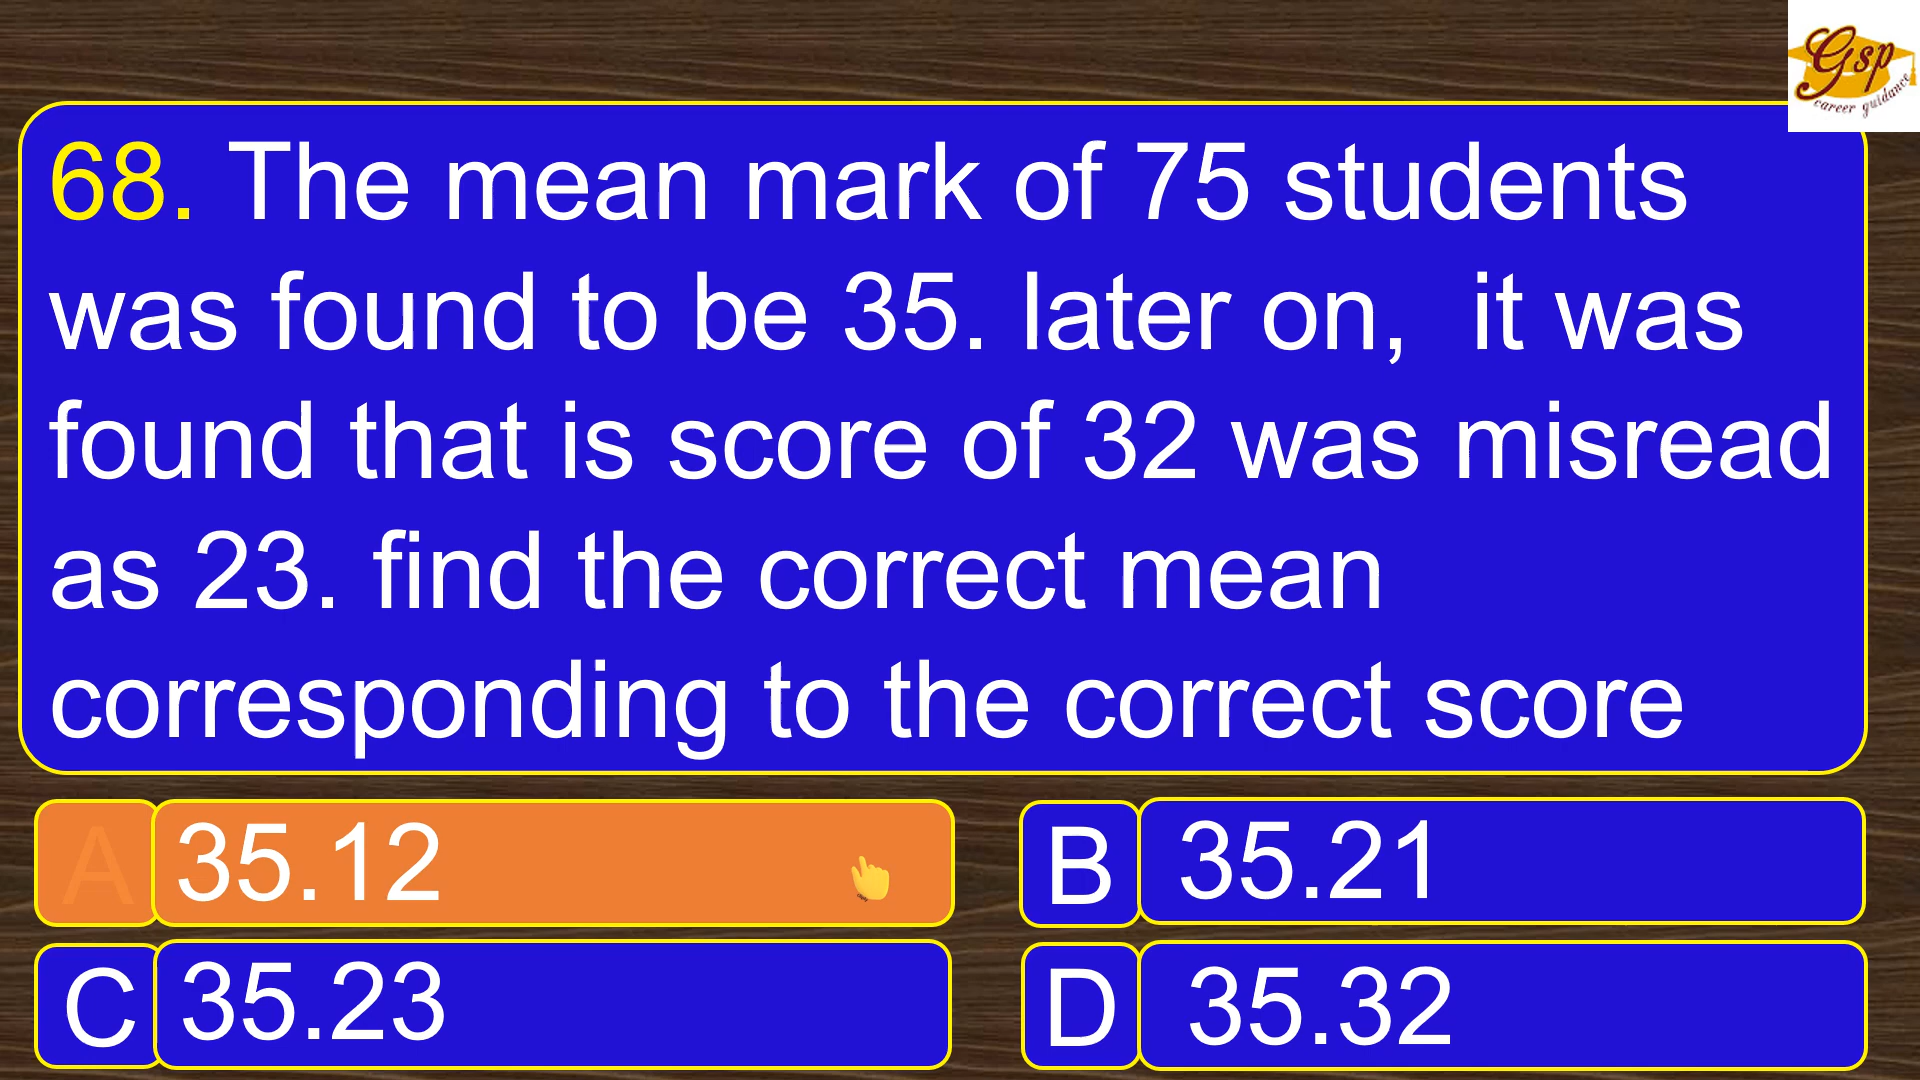 Gsp
career guidance
68. The mean mark of 75 students
was found to be 35. later on,  it was
found that is score of 32 was misread
as 23. find the correct mean
corresponding to the correct score
A 35.12
B 35.21
C 35.23
D 35.32